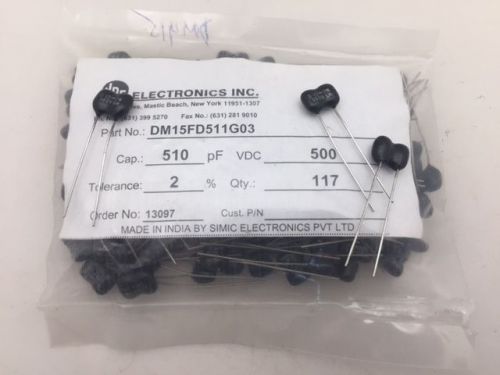 ELECTRONICS INC.
Mastic Beach, New York 11951-1307
(631) 399 5270 Fax No.: (631) 281 9010
Part No.: DM15FD511G03
Cap.: 510 pF VDC 500
Tolerance: 2 % Qty.: 117
Order No: 13097 Cust. P/N
MADE IN INDIA BY SIMIC ELECTRONICS PVT LTD